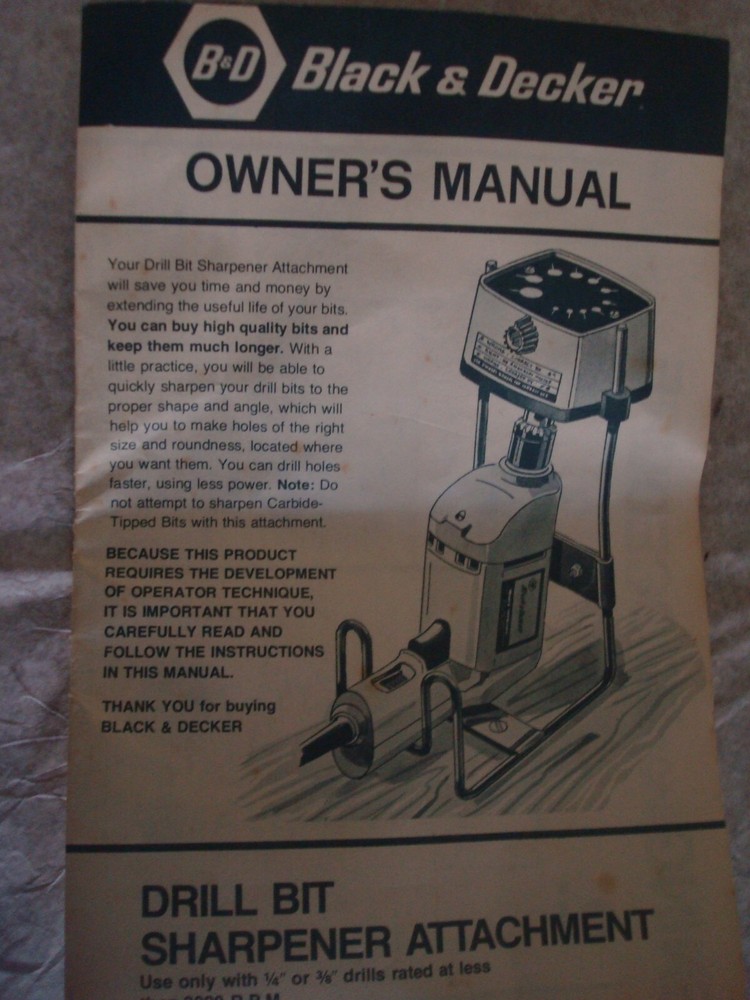 B&D Black & Decker
OWNER'S MANUAL
Your Drill Bit Sharpener Attachment
will save you time and money by
extending the useful life of your bits.
You can buy high quality bits and
keep them much longer. With a
little practice, you will be able to
quickly sharpen your drill bits to the
proper shape and angle, which will
help you to make holes of the right
size and roundness, located where
you want them. You can drill holes
faster, using less power. Note: Do
not attempt to sharpen Carbide-
Tipped Bits with this attachment.
BECAUSE THIS PRODUCT
REQUIRES THE DEVELOPMENT
OF OPERATOR TECHNIQUE,
IT IS IMPORTANT THAT YOU
CAREFULLY READ AND
FOLLOW THE INSTRUCTIONS
IN THIS MANUAL.
THANK YOU for buying
BLACK & DECKER
DRILL BIT
SHARPENER ATTACHMENT
Use only with ¼" or ⅜" drills rated at less
than R.P.M.